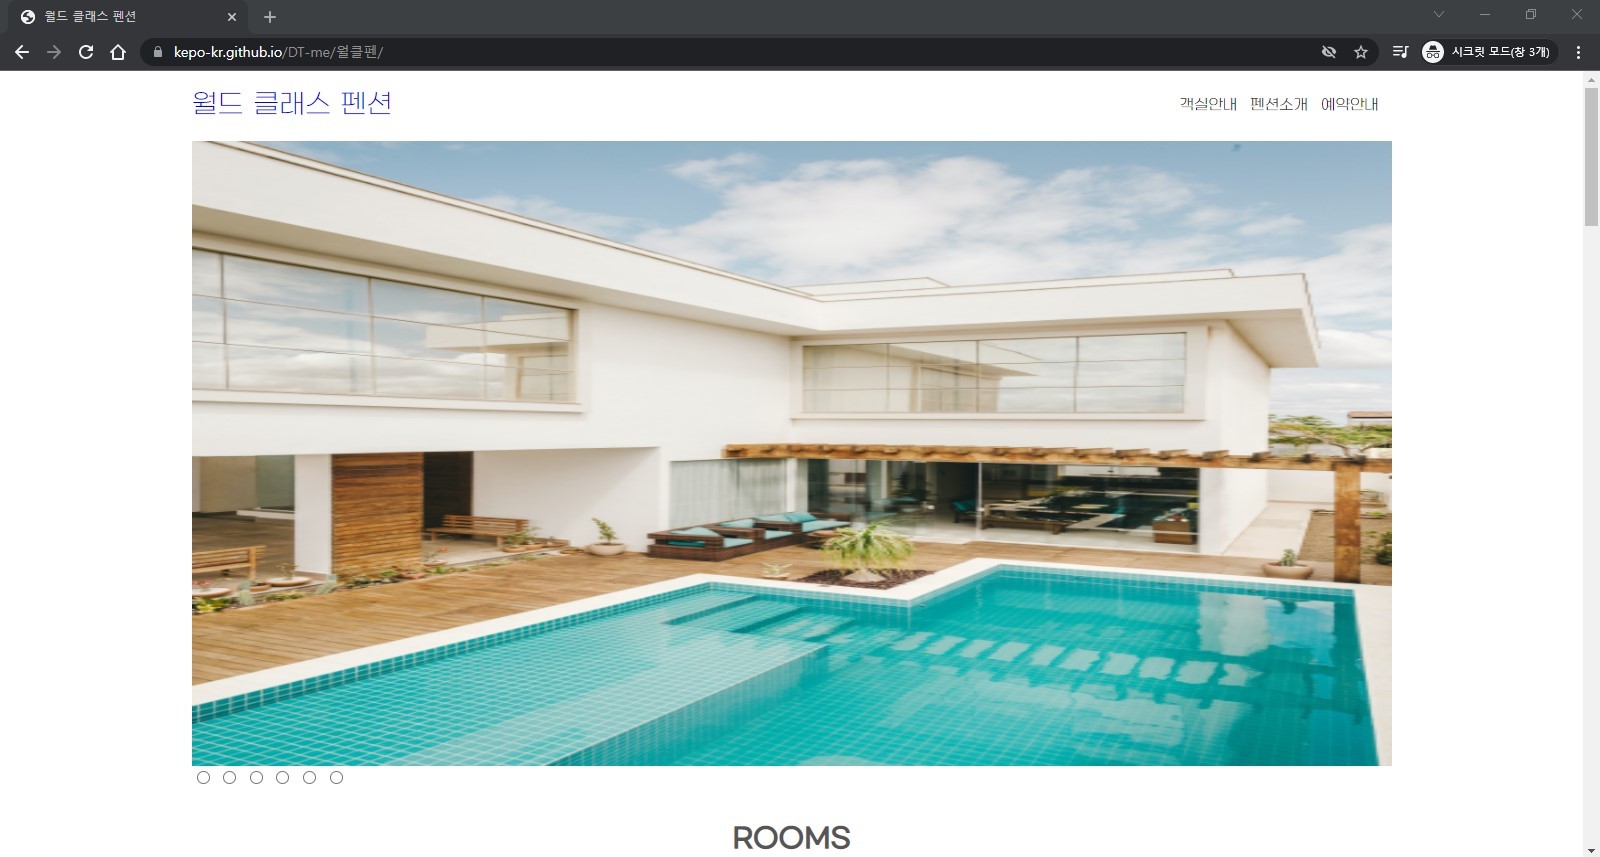 월드 클래스 펜션
kepo-kr.github.io/DT-me/월클펜/
시크릿 모드(창 3개)
월드 클래스 펜션
객실안내 펜션소개 예약안내
ROOMS